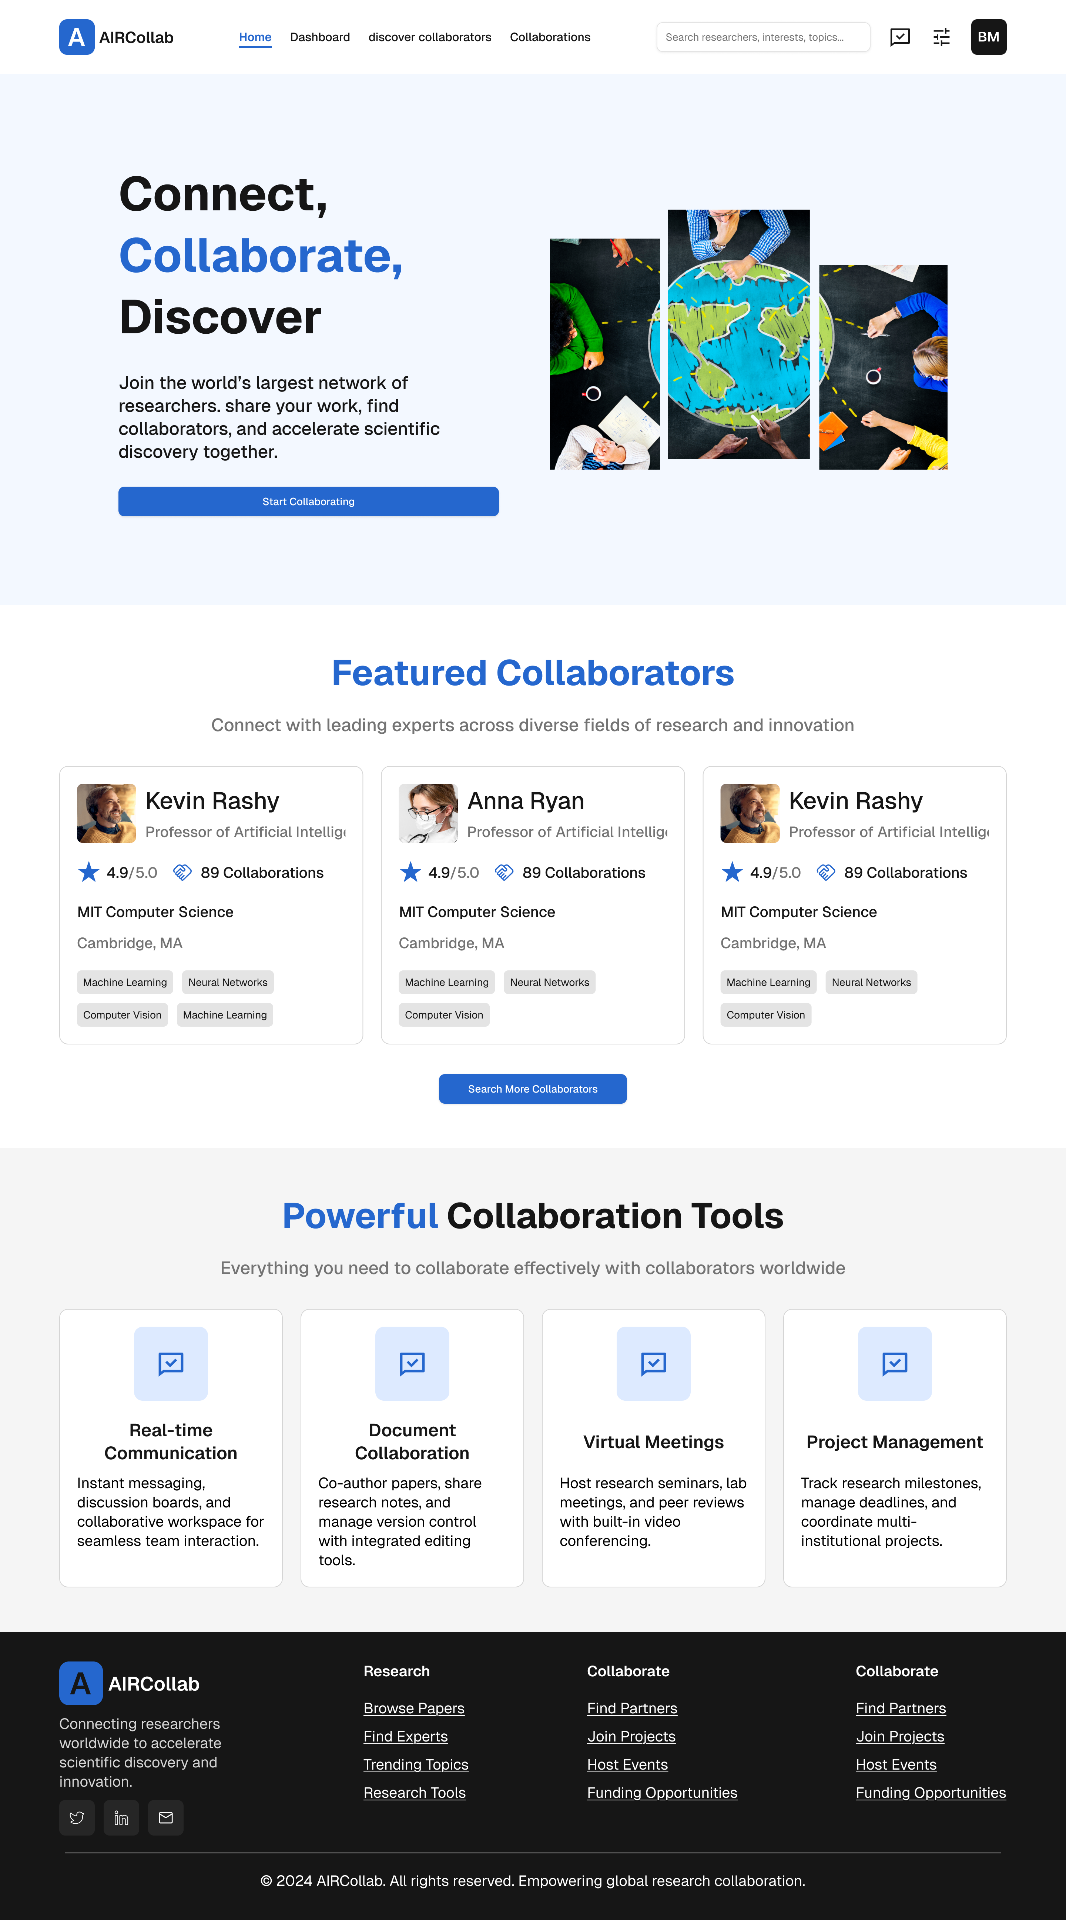 A AIRCollab
Home Dashboard discover collaborators Collaborations
Search researchers, interests, topics...
BM
Connect,
Collaborate,
Discover
Join the world's largest network of
researchers. share your work, find
collaborators, and accelerate scientific
discovery together.
Start Collaborating
Featured Collaborators
Connect with leading experts across diverse fields of research and innovation
Kevin Rashy
Professor of Artificial Intellig
4.9/5.0 89 Collaborations
MIT Computer Science
Cambridge, MA
Machine Learning Neural Networks
Computer Vision Machine Learning
Anna Ryan
Professor of Artificial Intellig
4.9/5.0 89 Collaborations
MIT Computer Science
Cambridge, MA
Machine Learning Neural Networks
Computer Vision
Kevin Rashy
Professor of Artificial Intellig
4.9/5.0 89 Collaborations
MIT Computer Science
Cambridge, MA
Machine Learning Neural Networks
Computer Vision
Search More Collaborators
Powerful Collaboration Tools
Everything you need to collaborate effectively with collaborators worldwide
Real-time
Communication
Instant messaging,
discussion boards, and
collaborative workspace for
seamless team interaction.
Document
Collaboration
Co-author papers, share
research notes, and
manage version control
with integrated editing
tools.
Virtual Meetings
Host research seminars, lab
meetings, and peer reviews
with built-in video
conferencing.
Project Management
Track research milestones,
manage deadlines, and
coordinate multi-
institutional projects.
A AIRCollab
Connecting researchers
worldwide to accelerate
scientific discovery and
innovation.
Research
Browse Papers
Find Experts
Trending Topics
Research Tools
Collaborate
Find Partners
Join Projects
Host Events
Funding Opportunities
Collaborate
Find Partners
Join Projects
Host Events
Funding Opportunities
© 2024 AIRCollab. All rights reserved. Empowering global research collaboration.